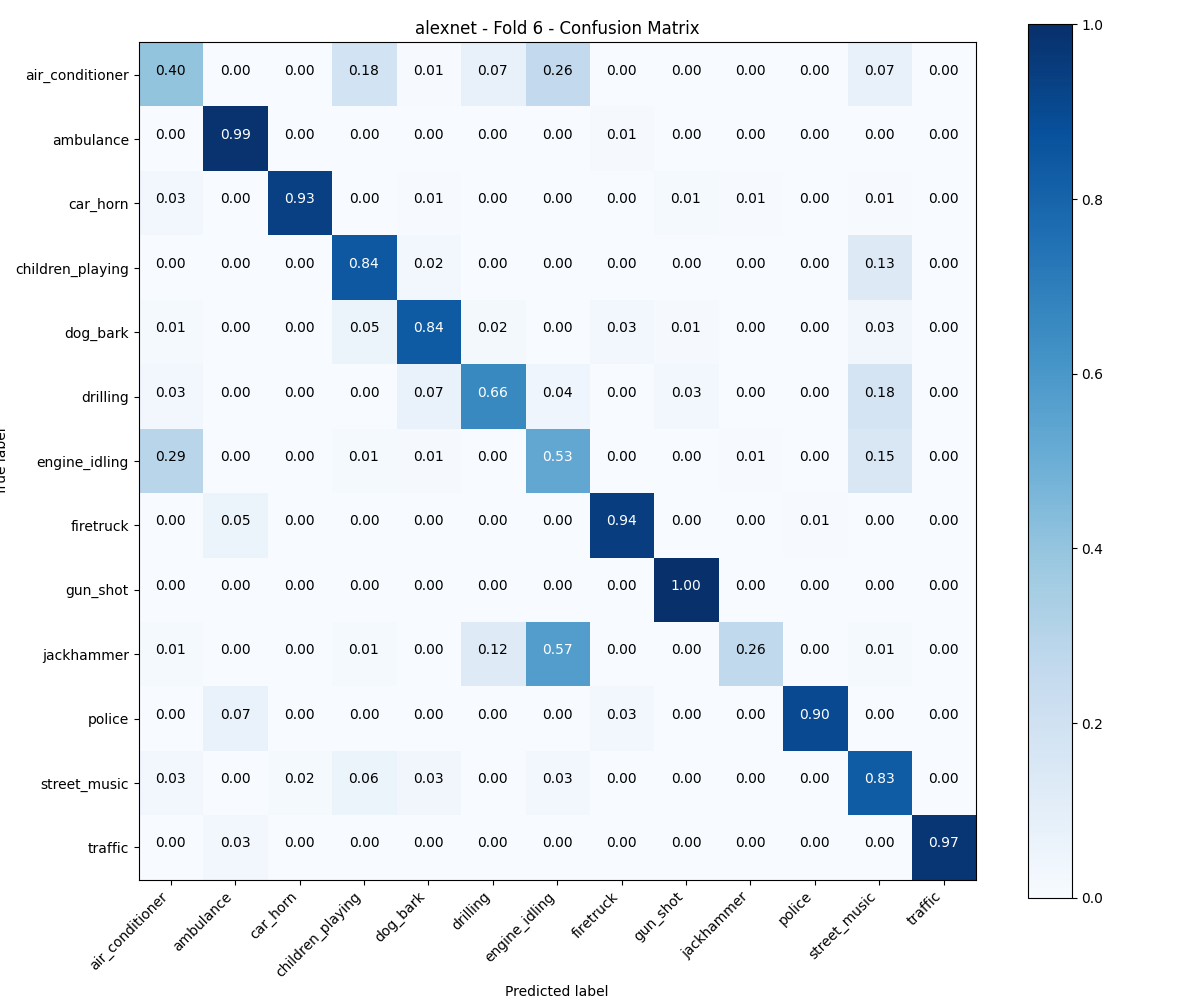 alexnet - Fold 6 - Confusion Matrix
air_conditioner 0.40 0.00 0.00 0.18 0.01 0.07 0.26 0.00 0.00 0.00 0.00 0.07 0.00
ambulance 0.00 0.99 0.00 0.00 0.00 0.00 0.00 0.01 0.00 0.00 0.00 0.00 0.00
car_horn 0.03 0.00 0.93 0.00 0.01 0.00 0.00 0.00 0.01 0.01 0.00 0.01 0.00
children_playing 0.00 0.00 0.00 0.84 0.02 0.00 0.00 0.00 0.00 0.00 0.00 0.13 0.00
dog_bark 0.01 0.00 0.00 0.05 0.84 0.02 0.00 0.03 0.01 0.00 0.00 0.03 0.00
drilling 0.03 0.00 0.00 0.00 0.07 0.66 0.04 0.00 0.03 0.00 0.00 0.18 0.00
engine_idling 0.29 0.00 0.00 0.01 0.01 0.00 0.53 0.00 0.00 0.01 0.00 0.15 0.00
firetruck 0.00 0.05 0.00 0.00 0.00 0.00 0.00 0.94 0.00 0.00 0.01 0.00 0.00
gun_shot 0.00 0.00 0.00 0.00 0.00 0.00 0.00 0.00 1.00 0.00 0.00 0.00 0.00
jackhammer 0.01 0.00 0.00 0.01 0.00 0.12 0.57 0.00 0.00 0.26 0.00 0.01 0.00
police 0.00 0.07 0.00 0.00 0.00 0.00 0.00 0.03 0.00 0.00 0.90 0.00 0.00
street_music 0.03 0.00 0.02 0.06 0.03 0.00 0.03 0.00 0.00 0.00 0.00 0.83 0.00
traffic 0.00 0.03 0.00 0.00 0.00 0.00 0.00 0.00 0.00 0.00 0.00 0.00 0.97
air_conditioner ambulance car_horn children_playing dog_bark drilling engine_idling firetruck gun_shot jackhammer police street_music traffic
Predicted label
label
1.0
0.8
0.6
0.4
0.2
0.0